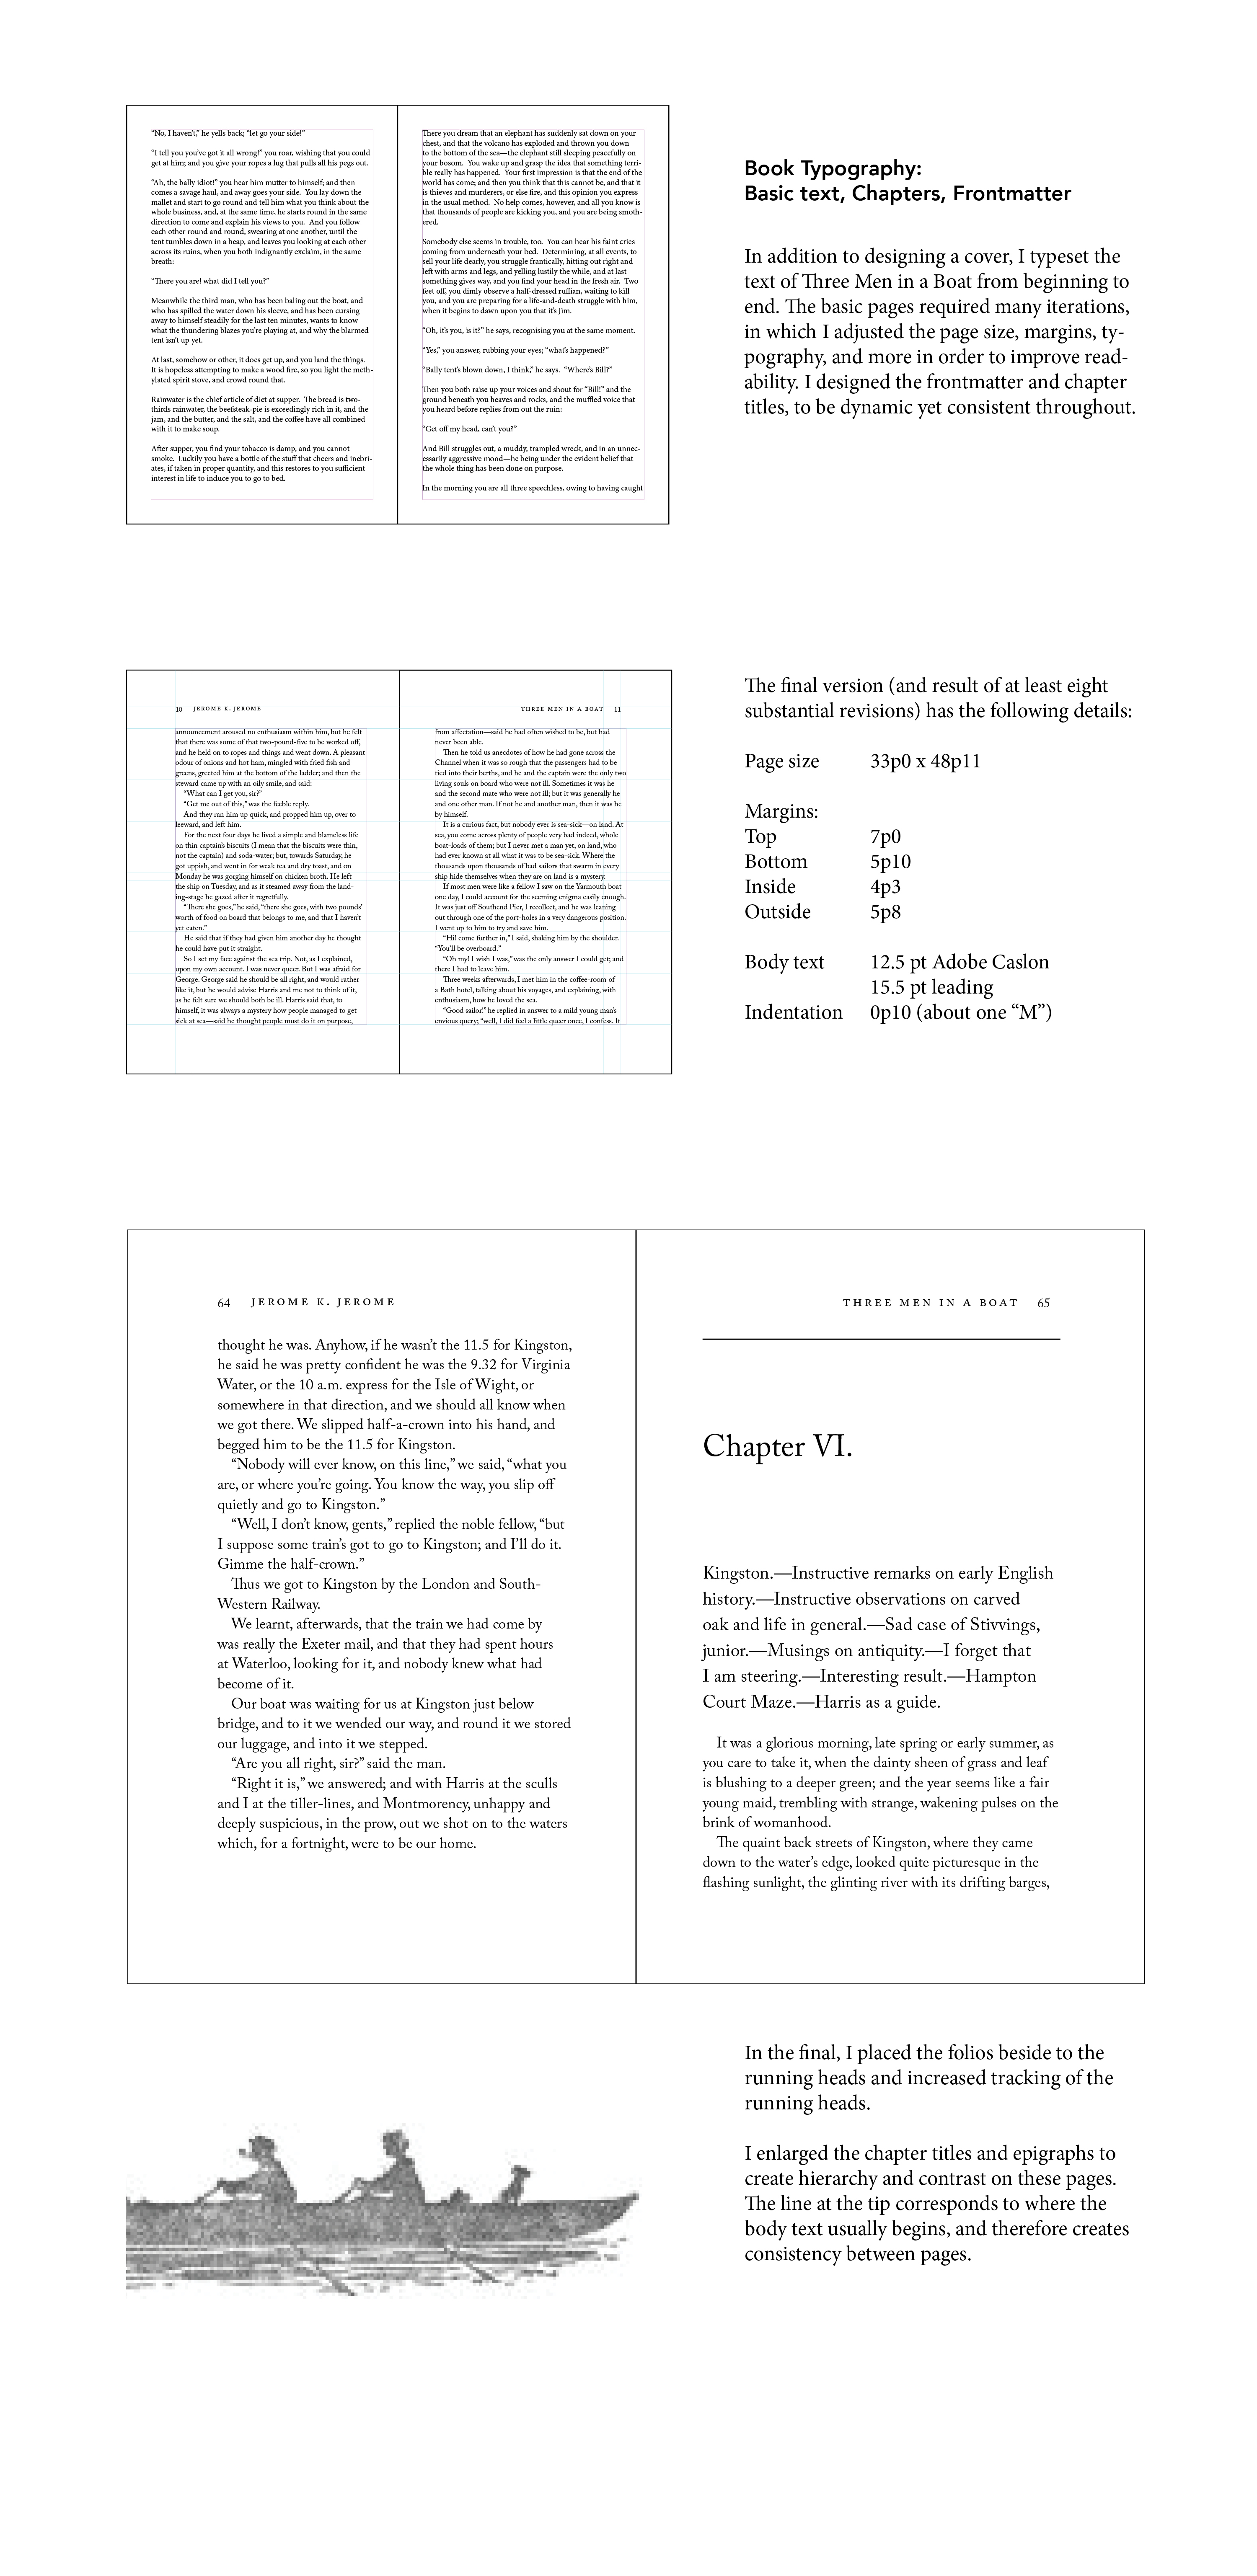 “No, I haven’t,” he yells back; “let go your side!”
“I tell you you’ve got it all wrong!” you roar, wishing that you could
get at him; and you give your ropes a lug that pulls all his pegs out.
“Ah, the bally idiot!” you hear him mutter to himself; and then
comes a savage haul, and away goes your side.  You lay down the
mallet and start to go round and tell him what you think about the
whole business, and, at the same time, he starts round in the same
direction to come and explain his views to you.  And you follow
each other round and round, swearing at one another, until the
tent tumbles down in a heap, and leaves you looking at each other
across its ruins, when you both indignantly exclaim, in the same
breath:
“There you are! what did I tell you?”
Meanwhile the third man, who has been baling out the boat, and
who has spilled the water down his sleeve, and has been cursing
away to himself steadily for the last ten minutes, wants to know
what the thundering blazes you’re playing at, and why the blarmed
tent isn’t up yet.
At last, somehow or other, it does get up, and you land the things.
It is hopeless attempting to make a wood fire, so you light the meth-
ylated spirit stove, and crowd round that.
Rainwater is the chief article of diet at supper.  The bread is two-
thirds rainwater, the beefsteak-pie is exceedingly rich in it, and the
jam, and the butter, and the salt, and the coffee have all combined
with it to make soup.
After supper, you find your tobacco is damp, and you cannot
smoke.  Luckily you have a bottle of the stuff that cheers and inebri-
ates, if taken in proper quantity, and this restores to you sufficient
interest in life to induce you to go to bed.
There you dream that an elephant has suddenly sat down on your
chest, and that the volcano has exploded and thrown you down
to the bottom of the sea—the elephant still sleeping peacefully on
your bosom.  You wake up and grasp the idea that something terri-
ble really has happened.  Your first impression is that the end of the
world has come; and then you think that this cannot be, and that it
is thieves and murderers, or else fire, and this opinion you express
in the usual method.  No help comes, however, and all you know is
that thousands of people are kicking you, and you are being smoth-
ered.
Somebody else seems in trouble, too.  You can hear his faint cries
coming from underneath your bed.  Determining, at all events, to
sell your life dearly, you struggle frantically, hitting out right and
left with arms and legs, and yelling lustily the while, and at last
something gives way, and you find your head in the fresh air.  Two
feet off, you dimly observe a half-dressed ruffian, waiting to kill
you, and you are preparing for a life-and-death struggle with him,
when it begins to dawn upon you that it’s Jim.
“Oh, it’s you, is it?” he says, recognising you at the same moment.
“Yes,” you answer, rubbing your eyes; “what’s happened?”
“Bally tent’s blown down, I think,” he says.  “Where’s Bill?”
Then you both raise up your voices and shout for “Bill!” and the
ground beneath you heaves and rocks, and the muffled voice that
you heard before replies from out the ruin:
“Get off my head, can’t you?”
And Bill struggles out, a muddy, trampled wreck, and in an unnec-
essarily aggressive mood—he being under the evident belief that
the whole thing has been done on purpose.
In the morning you are all three speechless, owing to having caught
Book Typography:
Basic text, Chapters, Frontmatter
In addition to designing a cover, I typeset the
text of Three Men in a Boat from beginning to
end. The basic pages required many iterations,
in which I adjusted the page size, margins, ty-
pography, and more in order to improve read-
ability. I designed the frontmatter and chapter
titles, to be dynamic yet consistent throughout.
10 JEROME K. JEROME
announcement aroused no enthusiasm within him, but he felt
that there was some of that two-pound-five to be worked off,
and he held on to ropes and things and went down. A pleasant
odour of onions and hot ham, mingled with fried fish and
greens, greeted him at the bottom of the ladder; and then the
steward came up with an oily smile, and said:
“What can I get you, sir?”
“Get me out of this,” was the feeble reply.
And they ran him up quick, and propped him up, over to
leeward, and left him.
For the next four days he lived a simple and blameless life
on thin captain’s biscuits (I mean that the biscuits were thin,
not the captain) and soda-water; but, towards Saturday, he
got uppish, and went in for weak tea and dry toast, and on
Monday he was gorging himself on chicken broth. He left
the ship on Tuesday, and as it steamed away from the land-
ing-stage he gazed after it regretfully.
“There she goes,” he said, “there she goes, with two pounds’
worth of food on board that belongs to me, and that I haven’t
yet eaten.”
He said that if they had given him another day he thought
he could have put it straight.
So I set my face against the sea trip. Not, as I explained,
upon my own account. I was never queer. But I was afraid for
George. George said he should be all right, and would rather
like it, but he would advise Harris and me not to think of it,
as he felt sure we should both be ill. Harris said that, to
himself, it was always a mystery how people managed to get
sick at sea—said he thought people must do it on purpose,
THREE MEN IN A BOAT 11
from affectation—said he had often wished to be, but had
never been able.
Then he told us anecdotes of how he had gone across the
Channel when it was so rough that the passengers had to be
tied into their berths, and he and the captain were the only two
living souls on board who were not ill. Sometimes it was he
and the second mate who were not ill; but it was generally he
and one other man. If not he and another man, then it was he
by himself.
It is a curious fact, but nobody ever is sea-sick—on land. At
sea, you come across plenty of people very bad indeed, whole
boat-loads of them; but I never met a man yet, on land, who
had ever known at all what it was to be sea-sick. Where the
thousands upon thousands of bad sailors that swarm in every
ship hide themselves when they are on land is a mystery.
If most men were like a fellow I saw on the Yarmouth boat
one day, I could account for the seeming enigma easily enough.
It was just off Southend Pier, I recollect, and he was leaning
out through one of the port-holes in a very dangerous position.
I went up to him to try and save him.
“Hi! come further in,” I said, shaking him by the shoulder.
“You’ll be overboard.”
“Oh my! I wish I was,” was the only answer I could get; and
there I had to leave him.
Three weeks afterwards, I met him in the coffee-room of
a Bath hotel, talking about his voyages, and explaining, with
enthusiasm, how he loved the sea.
“Good sailor!” he replied in answer to a mild young man’s
envious query; “well, I did feel a little queer once, I confess. It
The final version (and result of at least eight
substantial revisions) has the following details:
Page size 33p0 x 48p11
Margins:
Top 7p0
Bottom 5p10
Inside 4p3
Outside 5p8
Body text 12.5 pt Adobe Caslon
15.5 pt leading
Indentation 0p10 (about one “M”)
64 JEROME K. JEROME
thought he was. Anyhow, if he wasn’t the 11.5 for Kingston,
he said he was pretty confident he was the 9.32 for Virginia
Water, or the 10 a.m. express for the Isle of Wight, or
somewhere in that direction, and we should all know when
we got there. We slipped half-a-crown into his hand, and
begged him to be the 11.5 for Kingston.
“Nobody will ever know, on this line,” we said, “what you
are, or where you’re going. You know the way, you slip off
quietly and go to Kingston.”
“Well, I don’t know, gents,” replied the noble fellow, “but
I suppose some train’s got to go to Kingston; and I’ll do it.
Gimme the half-crown.”
Thus we got to Kingston by the London and South-
Western Railway.
We learnt, afterwards, that the train we had come by
was really the Exeter mail, and that they had spent hours
at Waterloo, looking for it, and nobody knew what had
become of it.
Our boat was waiting for us at Kingston just below
bridge, and to it we wended our way, and round it we stored
our luggage, and into it we stepped.
“Are you all right, sir?” said the man.
“Right it is,” we answered; and with Harris at the sculls
and I at the tiller-lines, and Montmorency, unhappy and
deeply suspicious, in the prow, out we shot on to the waters
which, for a fortnight, were to be our home.
THREE MEN IN A BOAT 65
Chapter VI.
Kingston.—Instructive remarks on early English
history.—Instructive observations on carved
oak and life in general.—Sad case of Stivvings,
junior.—Musings on antiquity.—I forget that
I am steering.—Interesting result.—Hampton
Court Maze.—Harris as a guide.
It was a glorious morning, late spring or early summer, as
you care to take it, when the dainty sheen of grass and leaf
is blushing to a deeper green; and the year seems like a fair
young maid, trembling with strange, wakening pulses on the
brink of womanhood.
The quaint back streets of Kingston, where they came
down to the water’s edge, looked quite picturesque in the
flashing sunlight, the glinting river with its drifting barges,
In the final, I placed the folios beside to the
running heads and increased tracking of the
running heads.
I enlarged the chapter titles and epigraphs to
create hierarchy and contrast on these pages.
The line at the tip corresponds to where the
body text usually begins, and therefore creates
consistency between pages.